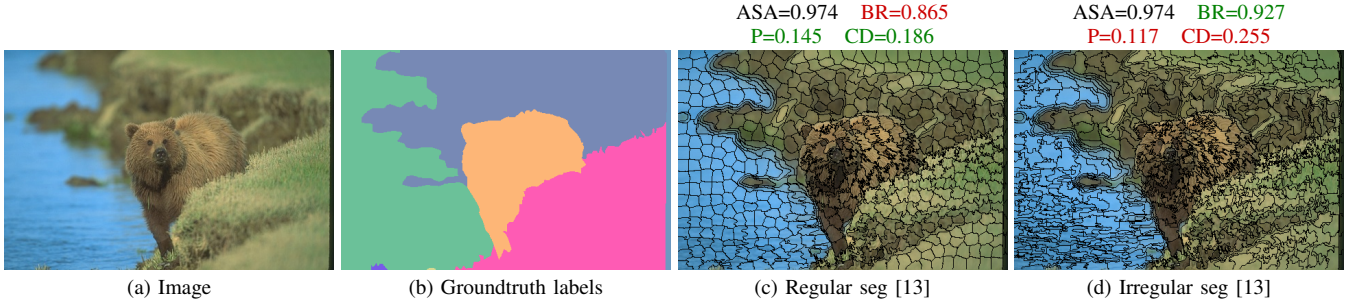 ASA=0.974 BR=0.865
P=0.145 CD=0.186
ASA=0.974 BR=0.927
P=0.117 CD=0.255
(a) Image
(b) Groundtruth labels
(c) Regular seg [13]
(d) Irregular seg [13]